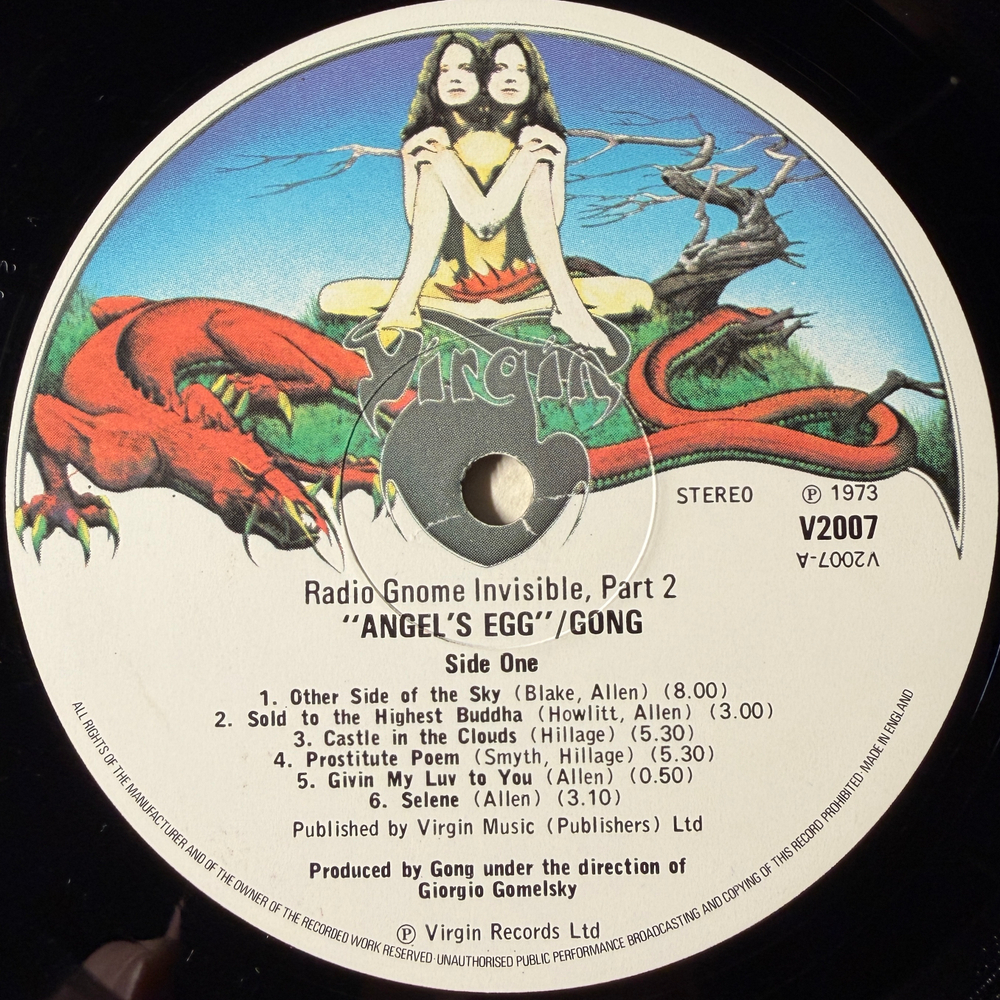 Virgin
STEREO ℗ 1973
V2007
V2007-A
Radio Gnome Invisible, Part 2
"ANGEL'S EGG"/GONG
Side One
1. Other Side of the Sky (Blake, Allen) (8.00)
2. Sold to the Highest Buddha (Howlitt, Allen) (3.00)
3. Castle in the Clouds (Hillage) (5.30)
4. Prostitute Poem (Smyth, Hillage) (5.30)
5. Givin My Luv to You (Allen) (0.50)
6. Selene (Allen) (3.10)
Published by Virgin Music (Publishers) Ltd
Produced by Gong under the direction of
Giorgio Gomelsky
℗ Virgin Records Ltd
ALL RIGHTS OF THE MANUFACTURER AND OF THE OWNER OF THE RECORDED WORK RESERVED·UNAUTHORISED PUBLIC PERFORMANCE BROADCASTING AND COPYING OF THIS RECORD PROHIBITED·MADE IN ENGLAND